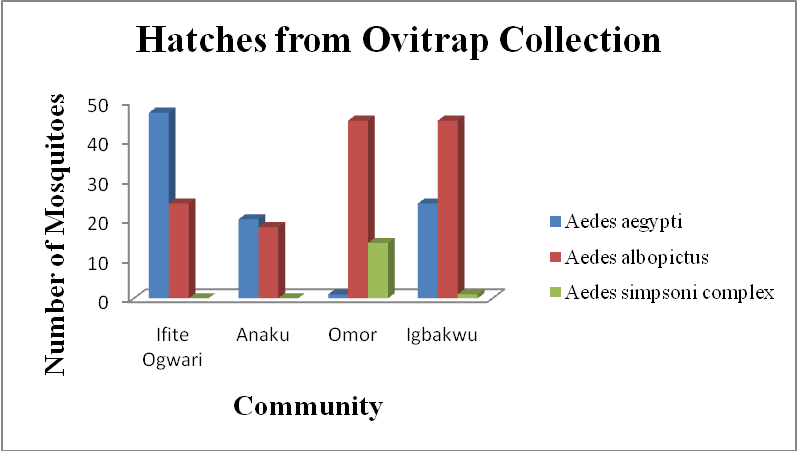 Hatches from Ovitrap Collection
Number of Mosquitoes
50
40
30
20
10
0
Ifite
Ogwari
Anaku
Omor
Igbakwu
Community
Aedes aegypti
Aedes albopictus
Aedes simpsoni complex